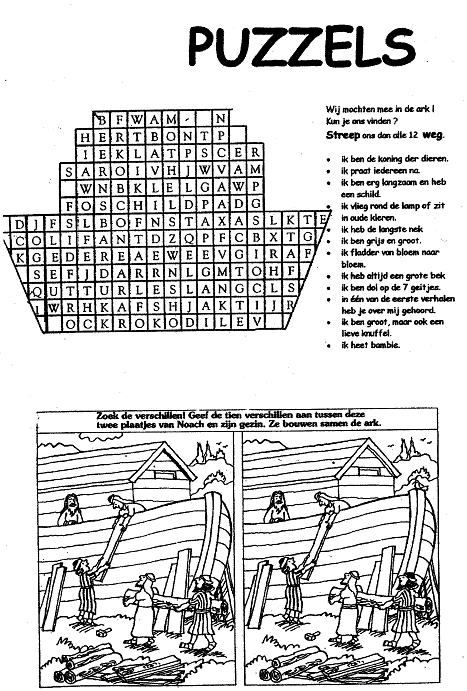 PUZZELS
B F W A M - N
H E R T B O N T P
I E K L A T P S C E R
S A R O I V H J W V A M
W N B K L E L G A W P
F O S C H I L D P A D G
D J F S L B O F N S T A X A S L K T E
C O L I F A N T D Z Q P F C B X T G
K G E D E R E A E W E E V G I R A F
S E F J D A R R N L G M T O H F
Q U T T U R L E S L A N G C L S
L W R H K A F S H J A K T I J R
O C K R O K O D I L E V
Wij mochten mee in de ark !
Kun je ons vinden ?
Streep ons dan alle 12 weg.
• ik ben de koning der dieren.
• ik praat iedereen na.
• ik ben erg langzaam en heb
een schild.
• ik vlieg rond de lamp of zit
in oude kleren.
• ik heb de langste nek
• ik ben grijs en groot.
• ik fladder van bloem naar
bloem.
• ik heb altijd een grote bek
• ik ben dol op de 7 geitjes.
• in één van de eerste verhalen
heb je over mij gehoord.
• ik ben groot, maar ook een
lieve knuffel.
• ik heet bambie.
Zoek de verschillen! Geef de tien verschillen aan tussen deze
twee plaatjes van Noach en zijn gezin. Ze bouwen samen de ark.